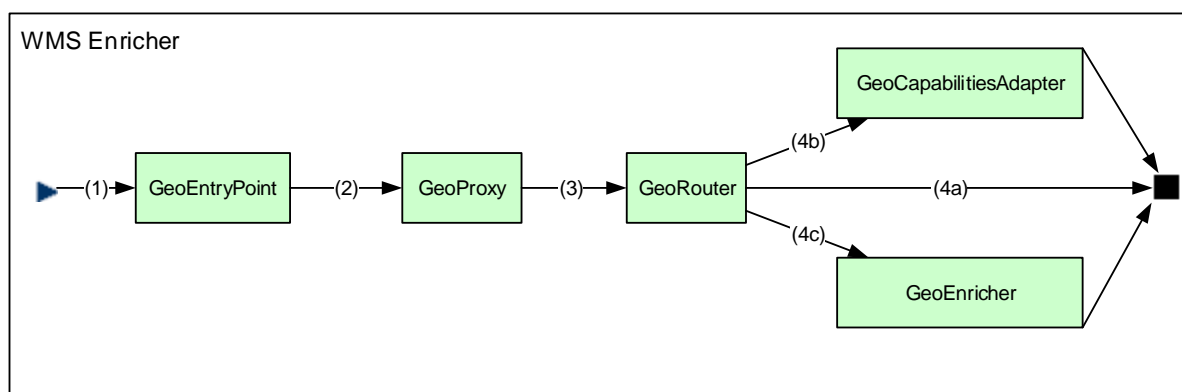 WMS Enricher
GeoCapabilitiesAdapter
(4b)
(1)
GeoEntryPoint
(2)
GeoProxy
(3)
GeoRouter
(4a)
(4c)
GeoEnricher